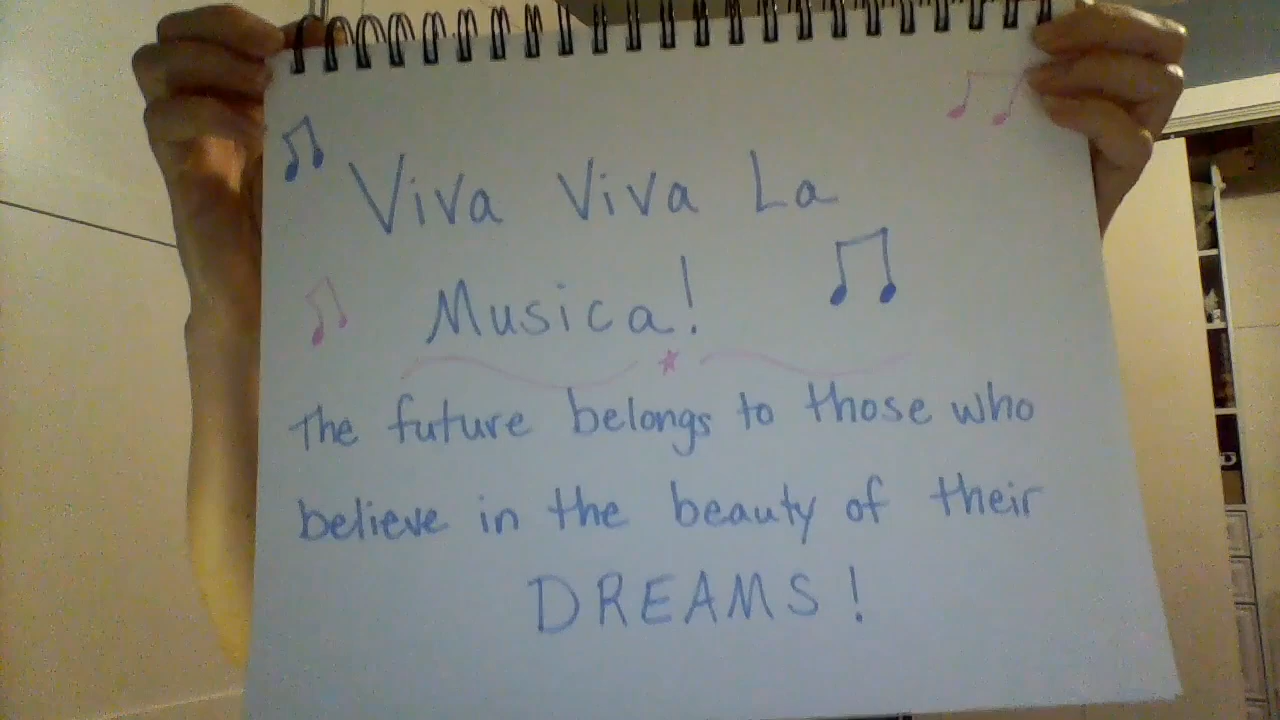 Viva Viva La
Musica!
The future belongs to those who
believe in the beauty of their
DREAMS!